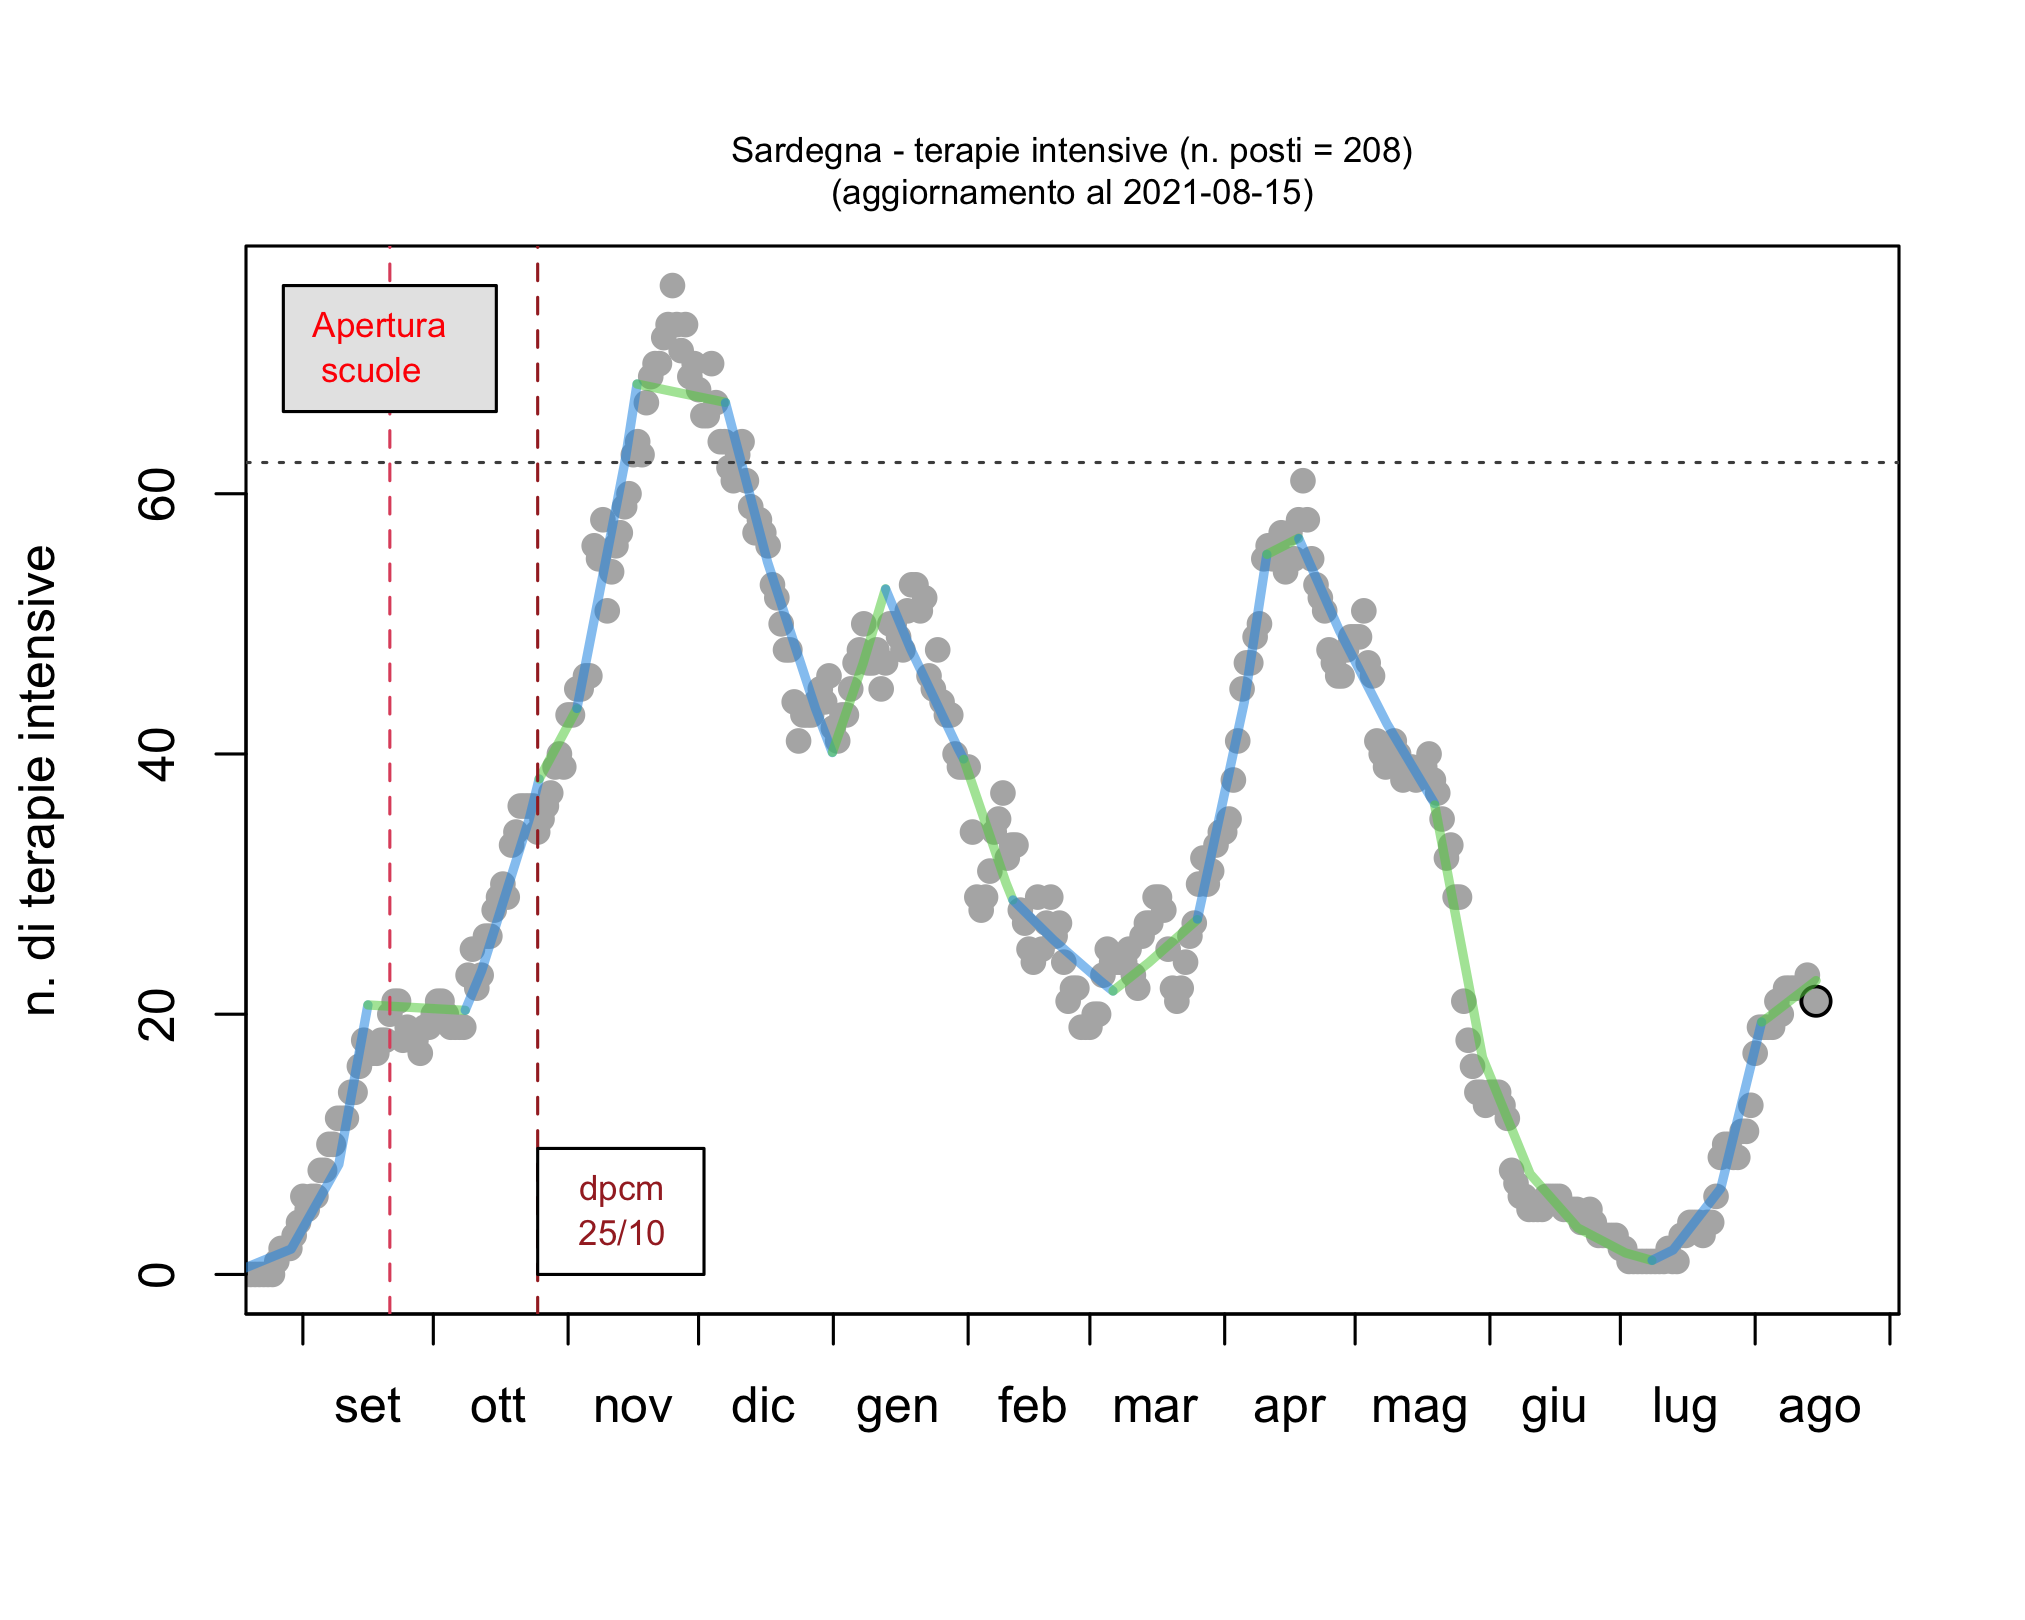 Sardegna - terapie intensive (n. posti = 208)
(aggiornamento al 2021-08-15)
Apertura
scuole
n. di terapie intensive
60
40
20
0
dpcm
25/10
set ott nov dic gen feb mar apr mag giu lug ago